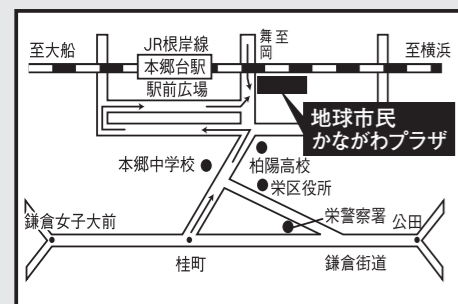 至大船
JR根岸線
本郷台駅
駅前広場
舞岡
至
至横浜
地球市民
かながわプラザ
本郷中学校
柏陽高校
栄区役所
鎌倉女子大前
栄警察署
公田
桂町
鎌倉街道